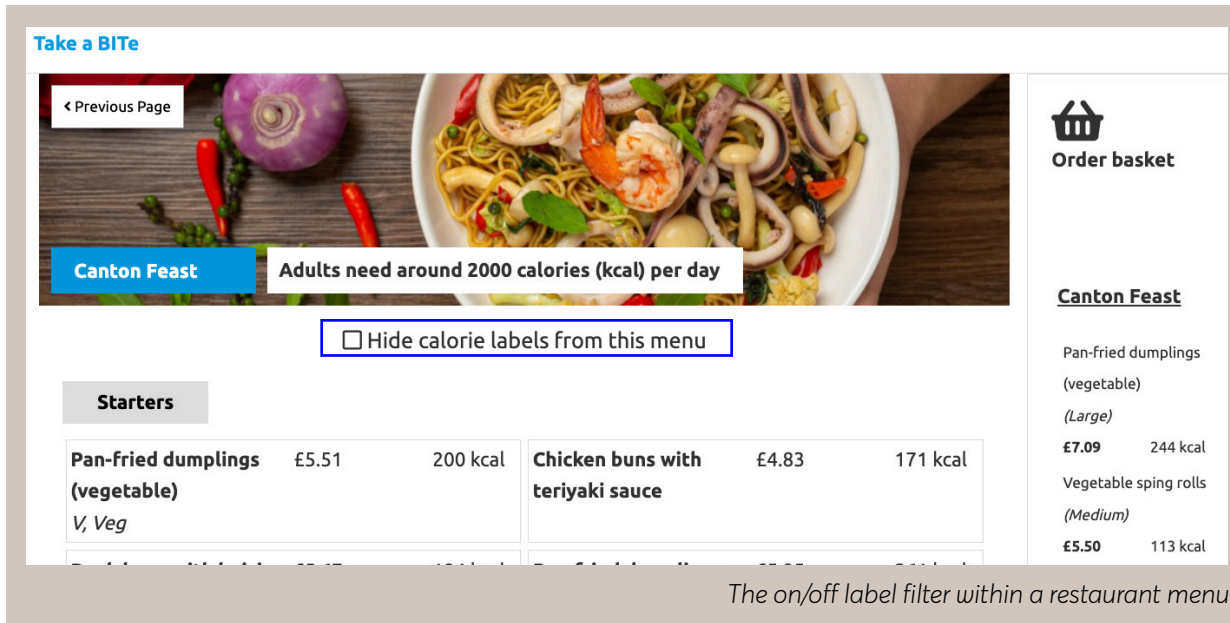 Take a BITe
Previous Page
Order basket
Canton Feast
Adults need around 2000 calories (kcal) per day
Hide calorie labels from this menu
Starters
Pan-fried dumplings £5.51 200 kcal
(vegetable)
V, Veg
Chicken buns with £4.83 171 kcal
teriyaki sauce
Canton Feast
Pan-fried dumplings
(vegetable)
(Large)
£7.09 244 kcal
Vegetable sping rolls
(Medium)
£5.50 113 kcal
The on/off label filter within a restaurant menu